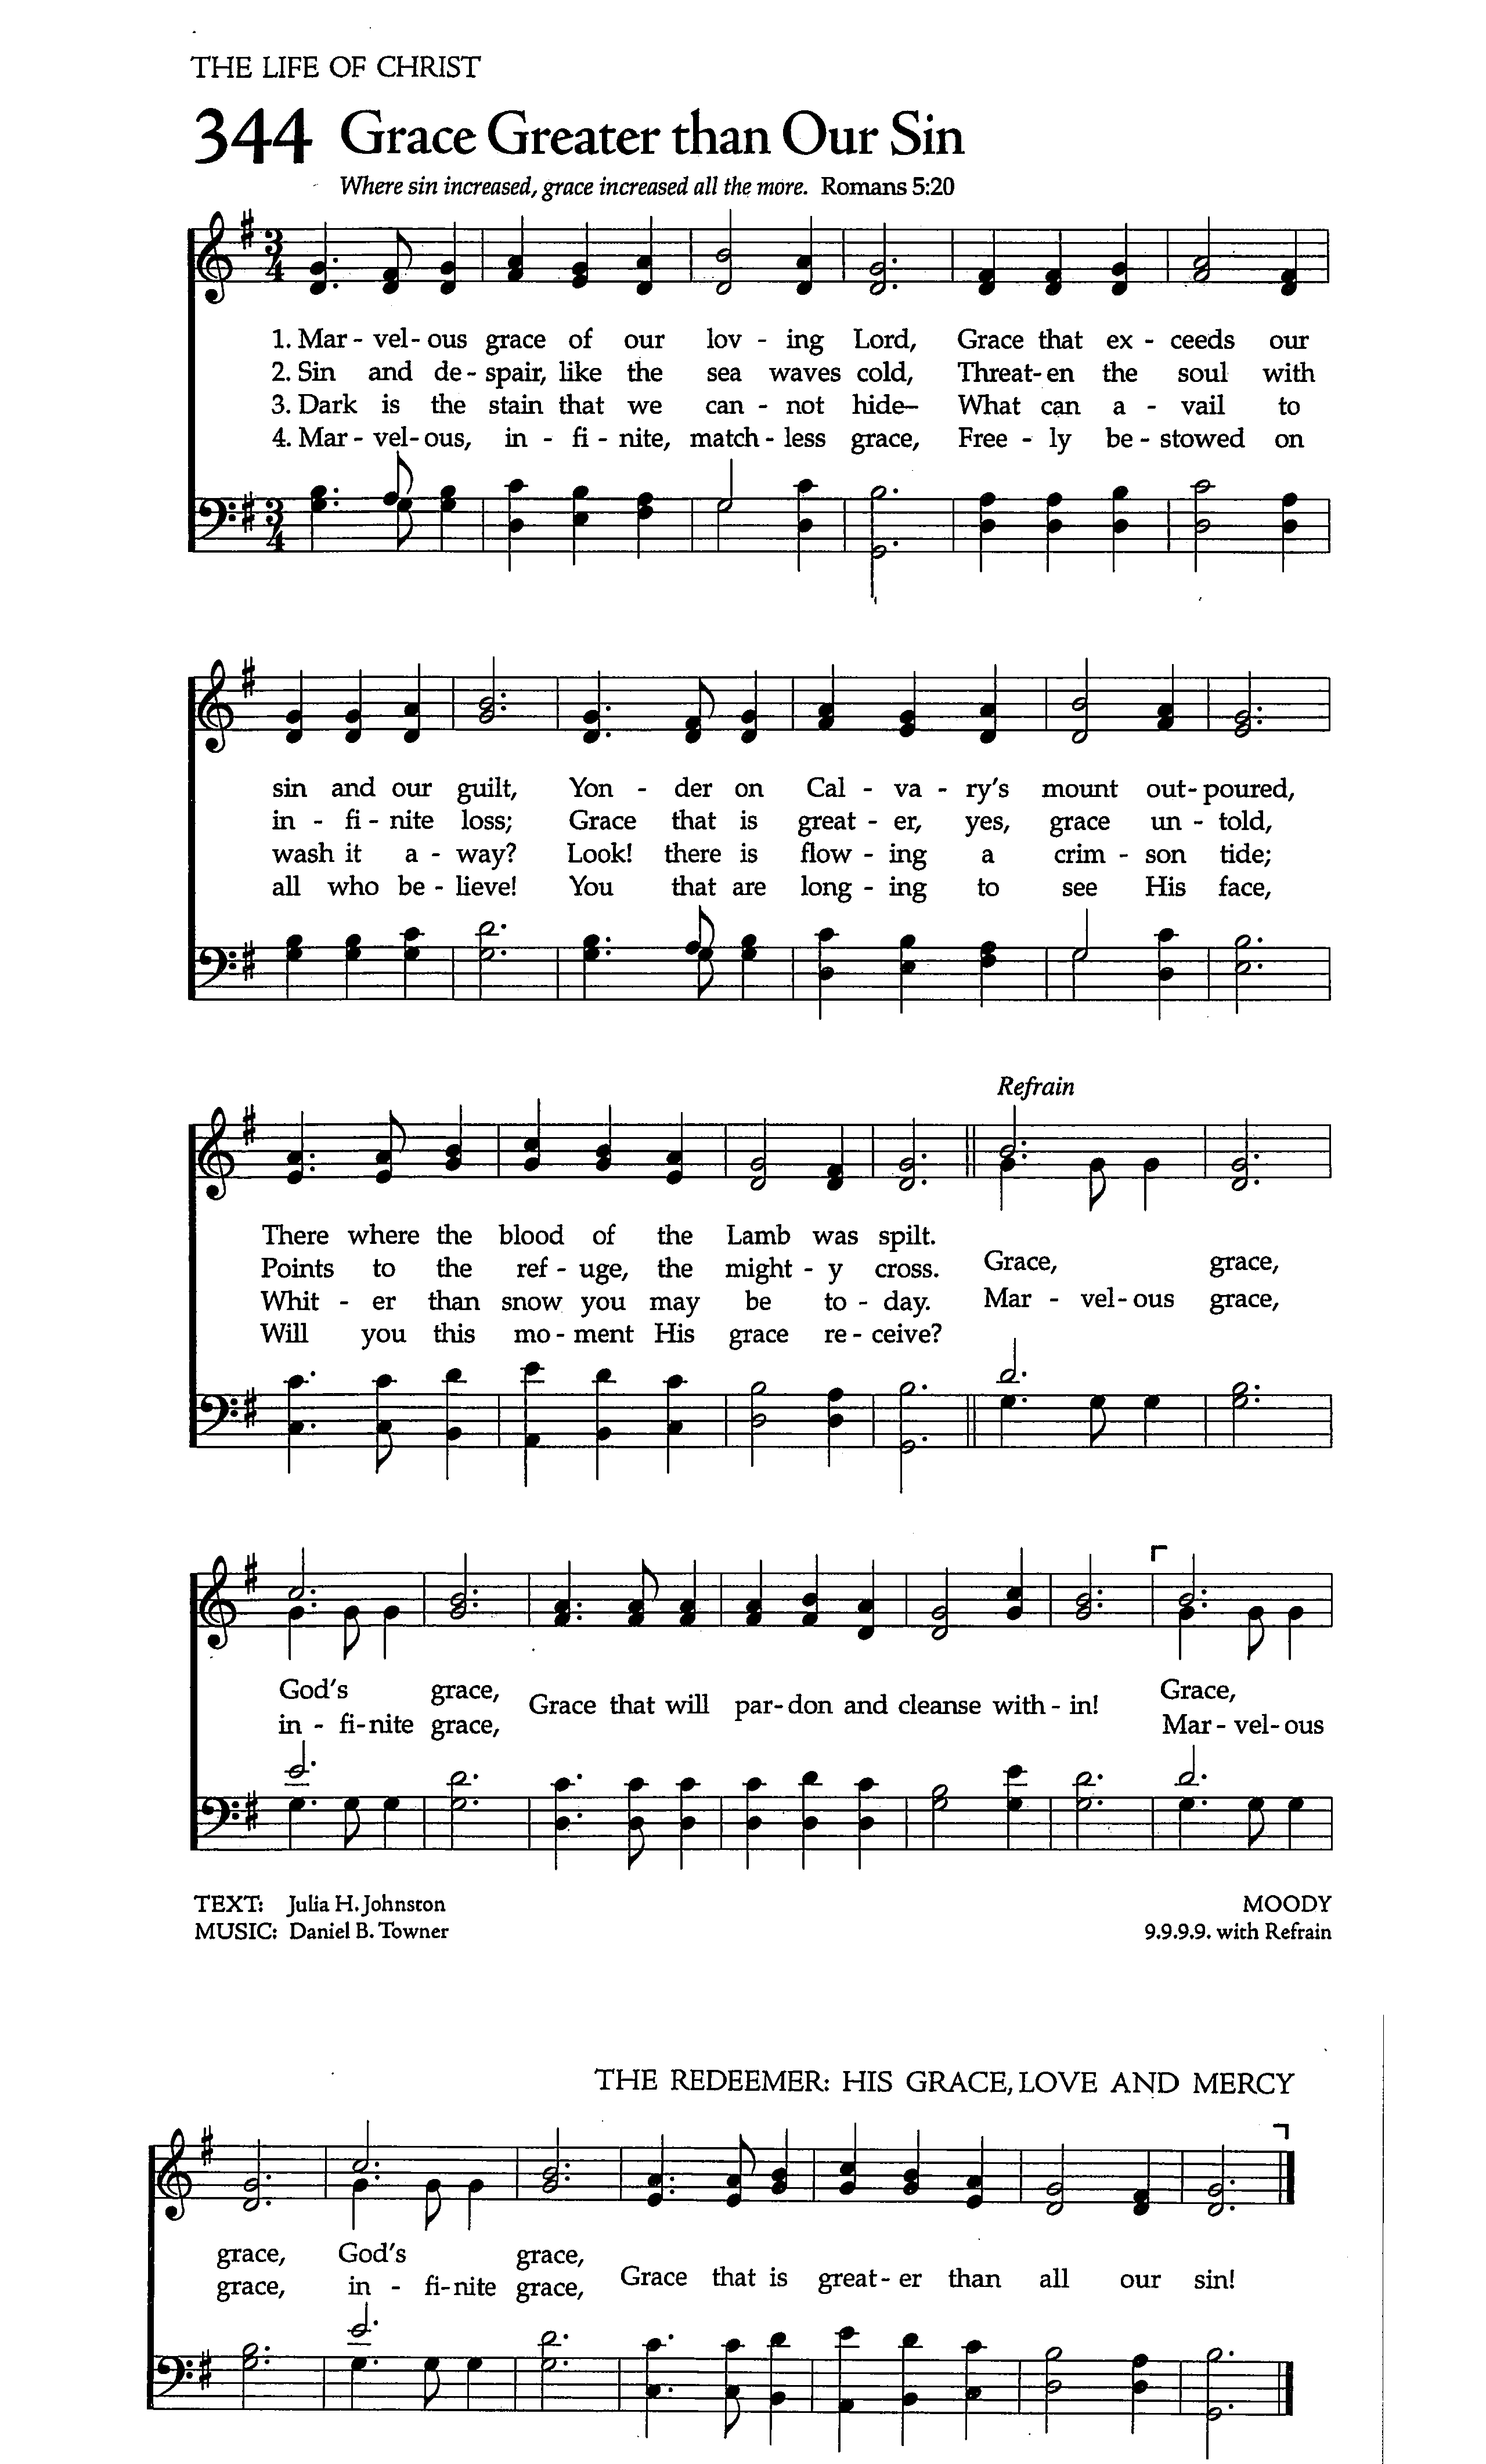 THE LIFE OF CHRIST
344 Grace Greater than Our Sin
Where sin increased, grace increased all the more. Romans 5:20
3 4
1. Mar - vel - ous grace of our lov - ing Lord, Grace that ex - ceeds our
2. Sin and de - spair, like the sea waves cold, Threat - en the soul with
3. Dark is the stain that we can - not hide– What can a - vail to
4. Mar - vel - ous, in - fi - nite, match - less grace, Free - ly be - stowed on
3 4
sin and our guilt, Yon - der on Cal - va - ry's mount out - poured,
in - fi - nite loss; Grace that is great - er, yes, grace un - told,
wash it a - way? Look! there is flow - ing a crim - son tide;
all who be - lieve! You that are long - ing to see His face,
Refrain
There where the blood of the Lamb was spilt.
Points to the ref - uge, the might - y cross. Grace, grace,
Whit - er than snow you may be to - day. Mar - vel - ous grace,
Will you this mo - ment His grace re - ceive?
God's grace, Grace that will par - don and cleanse with - in! Grace,
in - fi - nite grace, Mar - vel - ous
TEXT: Julia H. Johnston MOODY
MUSIC: Daniel B. Towner 9.9.9.9. with Refrain
THE REDEEMER: HIS GRACE, LOVE AND MERCY
grace, God's grace, Grace that is great - er than all our sin!
grace, in - fi - nite grace,